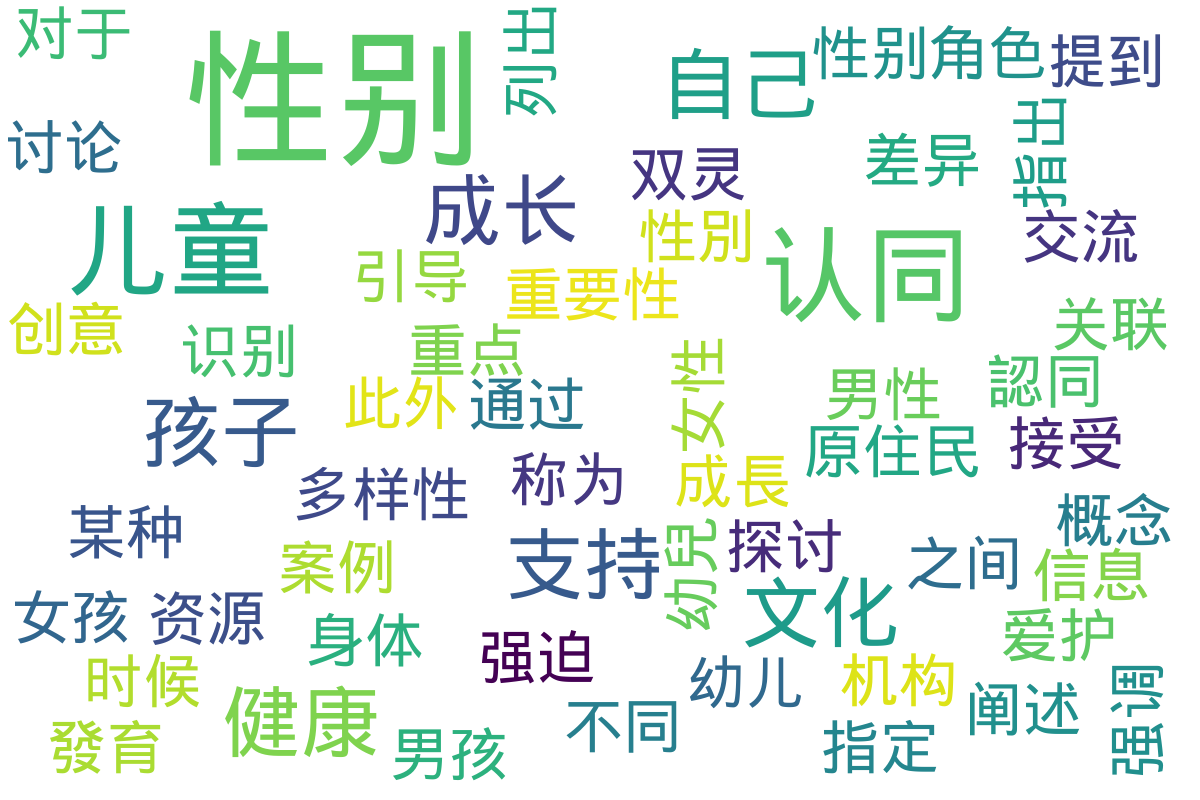 对于
性别
列出
自己
性别角色
提到
讨论
儿童
成长
双灵
差异
指出
性別
认同
交流
引导
重要性
创意
识别
重点
女性
关联
此外
通过
男性
認同
孩子
原住民
接受
多样性
称为
成長
某种
案例
支持
幼兒
探讨
之间
概念
信息
女孩
资源
身体
强迫
文化
爱护
时候
健康
幼儿
机构
阐述
强调
發育
男孩
不同
指定